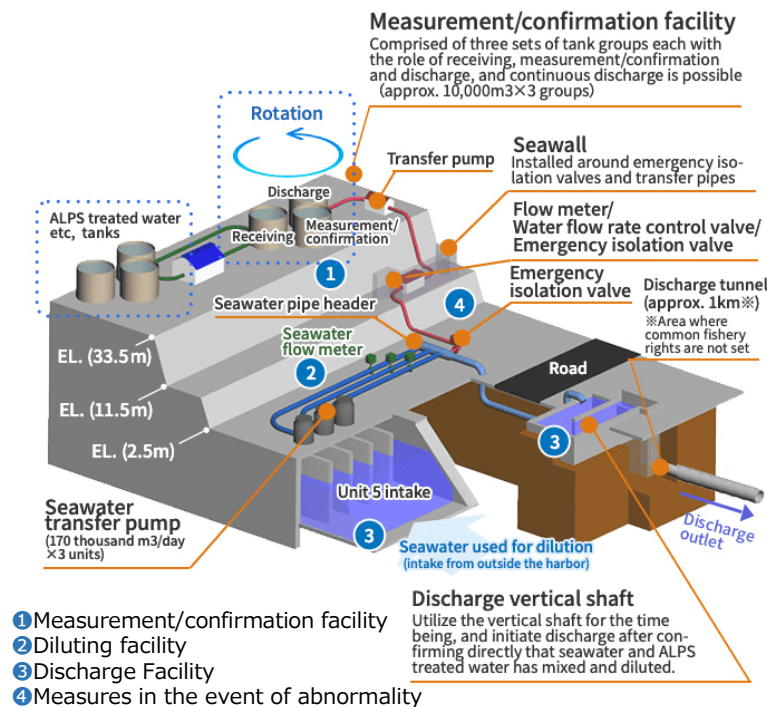 Measurement/confirmation facility
Comprised of three sets of tank groups each with
the role of receiving, measurement/confirmation
and discharge, and continuous discharge is possible
(approx. 10,000m3×3 groups)
Rotation
Transfer pump
Seawall
Installed around emergency iso-
lation valves and transfer pipes
Discharge
ALPS treated water
etc, tanks
Receiving
Measurement/
confirmation
Flow meter/
Water flow rate control valve/
Emergency isolation valve
1
Emergency
isolation valve
Discharge tunnel
(approx. 1km※)
※Area where
common fishery
rights are not set
Seawater pipe header
4
Seawater
flow meter
2
EL. (33.5m)
Road
EL. (11.5m)
EL. (2.5m)
3
Unit 5 intake
Seawater
transfer pump
(170 thousand m3/day
×3 units)
3
Discharge
outlet
Seawater used for dilution
(intake from outside the harbor)
Discharge vertical shaft
Utilize the vertical shaft for the time
being, and initiate discharge after con-
firming directly that seawater and ALPS
treated water has mixed and diluted.
❶Measurement/confirmation facility
❷Diluting facility
❸Discharge Facility
❹Measures in the event of abnormality